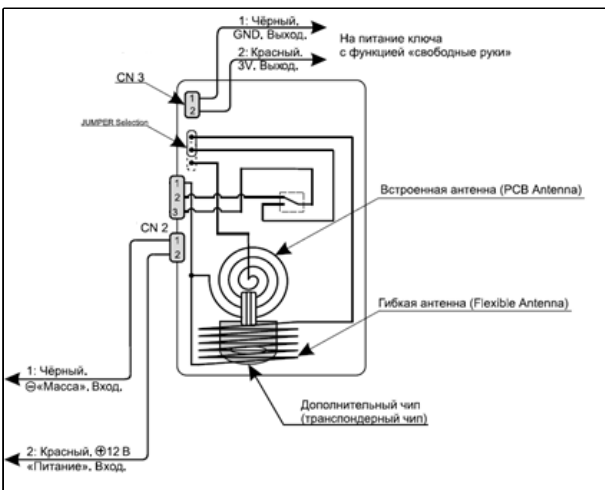 1: Чёрный.
GND. Выход.
На питание ключа
с функцией «свободные руки»
2: Красный.
3V. Выход.
CN 3
1
2
JUMPER Selection
1
2
3
Встроенная антенна (PCB Antenna)
CN 2
1
2
Гибкая антенна (Flexible Antenna)
1: Чёрный.
⊖«Масса». Вход.
Дополнительный чип
(транспондерный чип)
2: Красный, ⊕12 В
«Питание». Вход.